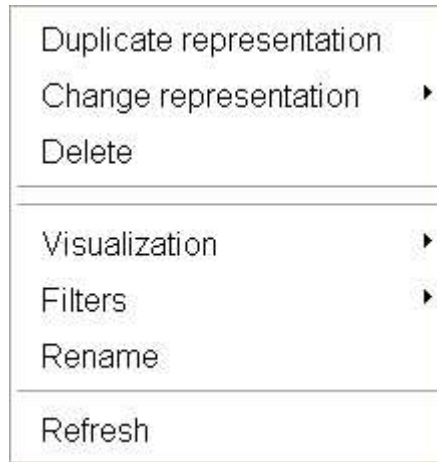 Duplicate representation
Change representation
Delete
Visualization
Filters
Rename
Refresh